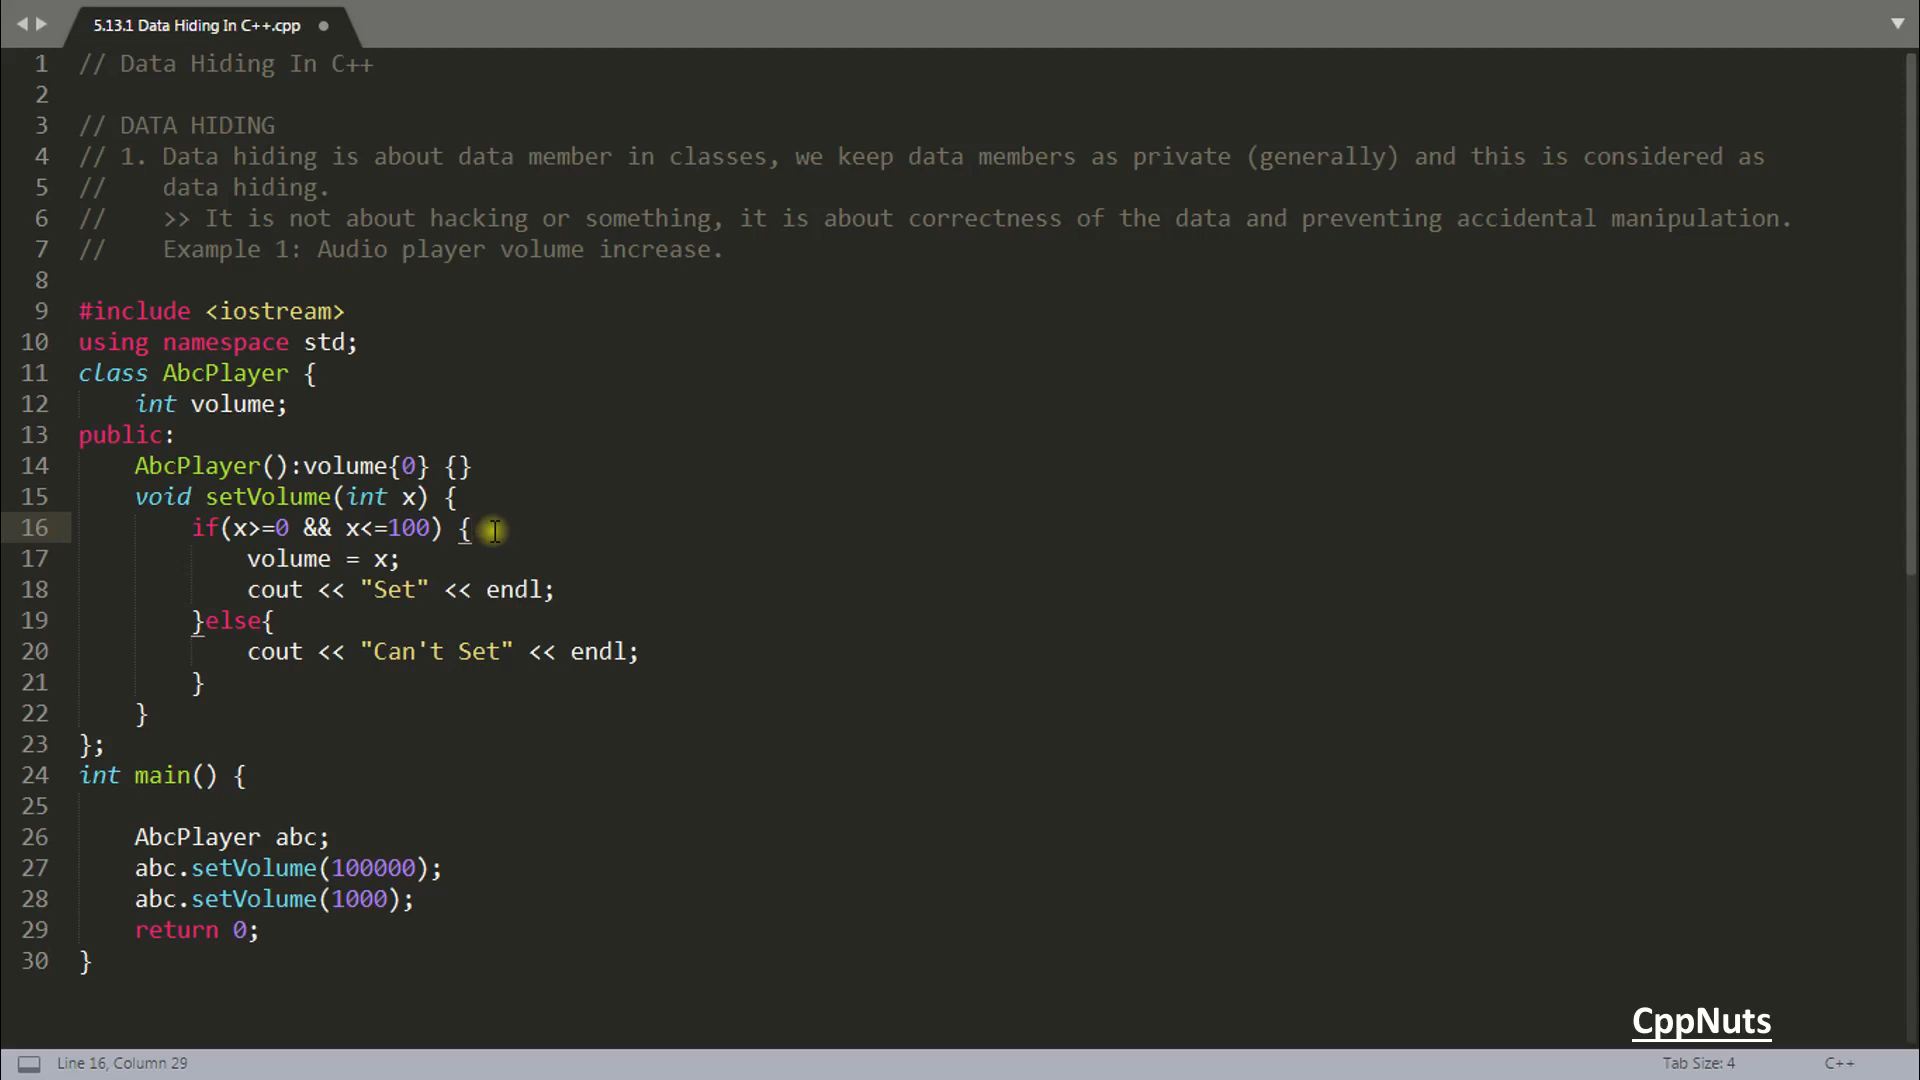 5.13.1 Data Hiding In C++.cpp
1 // Data Hiding In C++
2
3 // DATA HIDING
4 // 1. Data hiding is about data member in classes, we keep data members as private (generally) and this is considered as
5 //    data hiding.
6 //    >> It is not about hacking or something, it is about correctness of the data and preventing accidental manipulation.
7 //    Example 1: Audio player volume increase.
8
9 #include <iostream>
10 using namespace std;
11 class AbcPlayer {
12     int volume;
13 public:
14     AbcPlayer():volume{0} {}
15     void setVolume(int x) {
16         if(x>=0 && x<=100) {
17             volume = x;
18             cout << "Set" << endl;
19         }else{
20             cout << "Can't Set" << endl;
21         }
22     }
23 };
24 int main() {
25
26     AbcPlayer abc;
27     abc.setVolume(100000);
28     abc.setVolume(1000);
29     return 0;
30 }
CppNuts
Line 16, Column 29 Tab Size: 4 C++